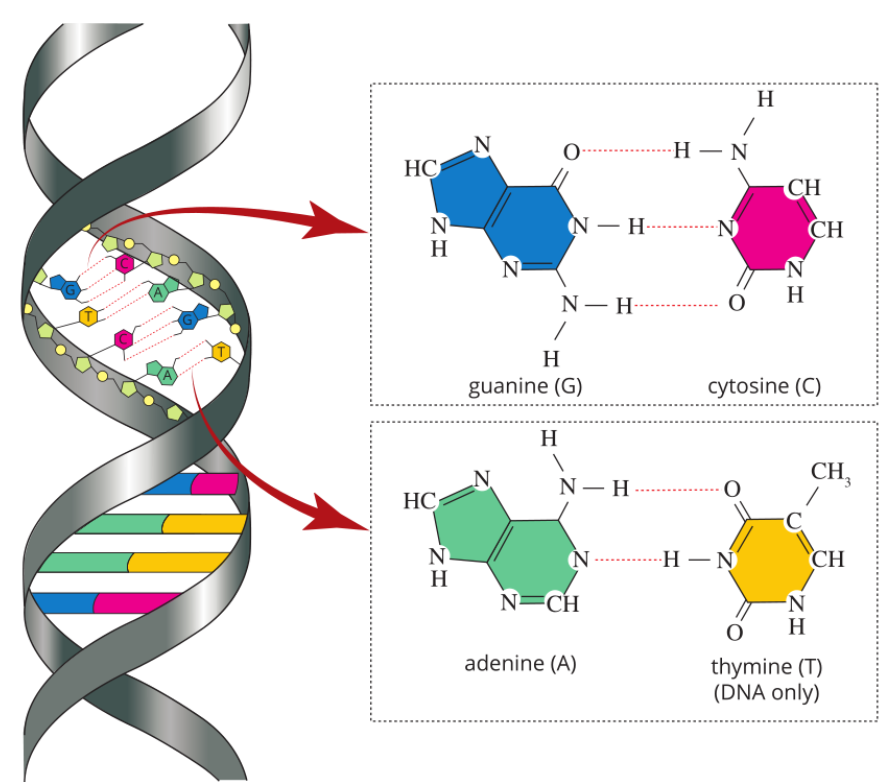 H
N
O
H
N
HC
CH
N
H
N
CH
N
H
N
N
N
H
O
H
N
H
guanine (G)
cytosine (C)
C
G
A
T
G
C
T
A
H
CH₃
N
N
H
O
HC
C
N
N
H
N
CH
N
H
N
CH
N
H
O
adenine (A)
thymine (T)
(DNA only)